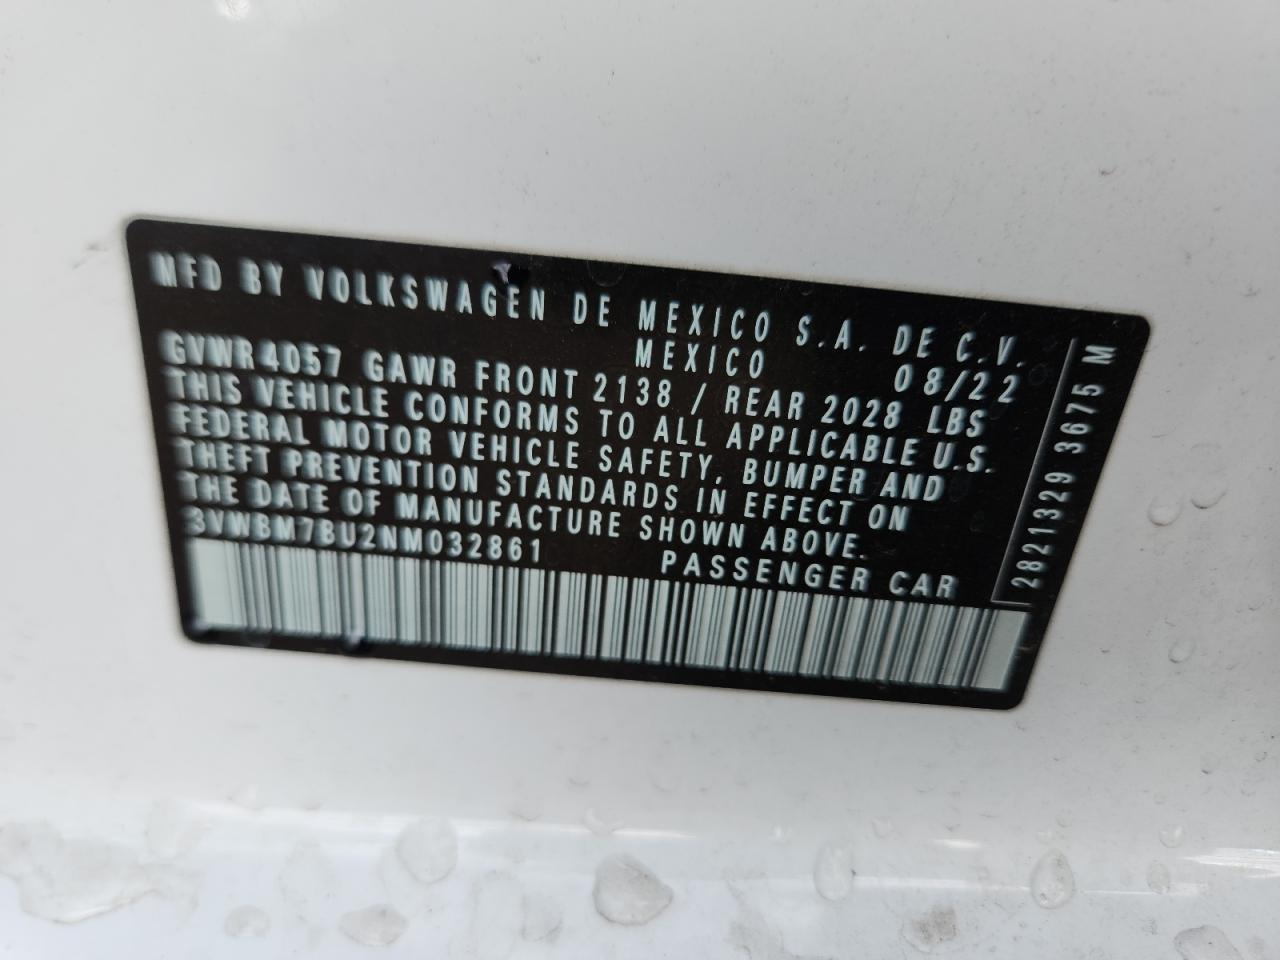 MFD BY VOLKSWAGEN DE MEXICO S.A. DE C.V.
MEXICO 08/22
GVWR4057 GAWR FRONT 2138 / REAR 2028 LBS
THIS VEHICLE CONFORMS TO ALL APPLICABLE U.S.
FEDERAL MOTOR VEHICLE SAFETY, BUMPER AND
THEFT PREVENTION STANDARDS IN EFFECT ON
THE DATE OF MANUFACTURE SHOWN ABOVE.
3VWBM7BU2NM032861 PASSENGER CAR
2821329 3675 M